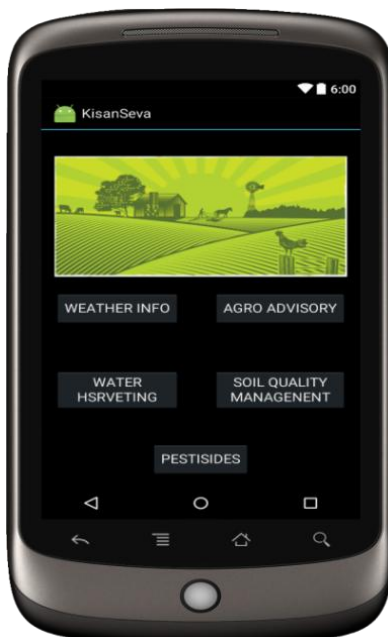 6:00
KisanSeva
WEATHER INFO
AGRO ADVISORY
WATER
HSRVETING
SOIL QUALITY
MANAGENENT
PESTISIDES